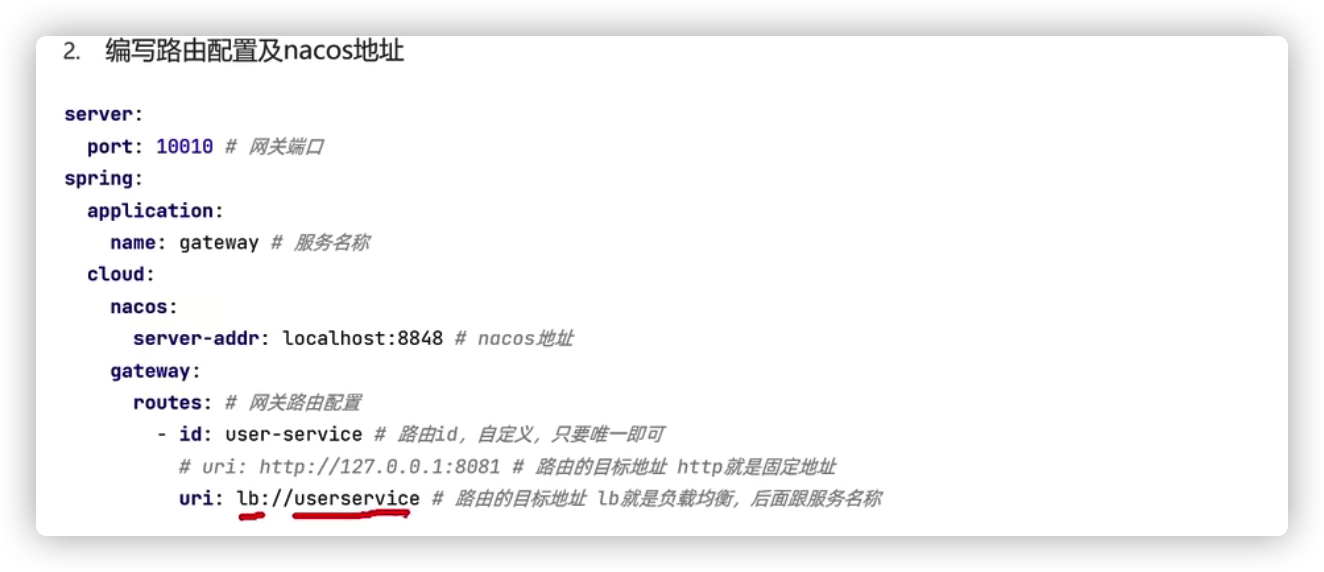 2. 编写路由配置及nacos地址
server:
  port: 10010 # 网关端口
spring:
  application:
    name: gateway # 服务名称
  cloud:
    nacos:
      server-addr: localhost:8848 # nacos地址
    gateway:
      routes: # 网关路由配置
        - id: user-service # 路由id，自定义，只要唯一即可
          # uri: http://127.0.0.1:8081 # 路由的目标地址 http就是固定地址
          uri: lb://userservice # 路由的目标地址 lb就是负载均衡，后面跟服务名称